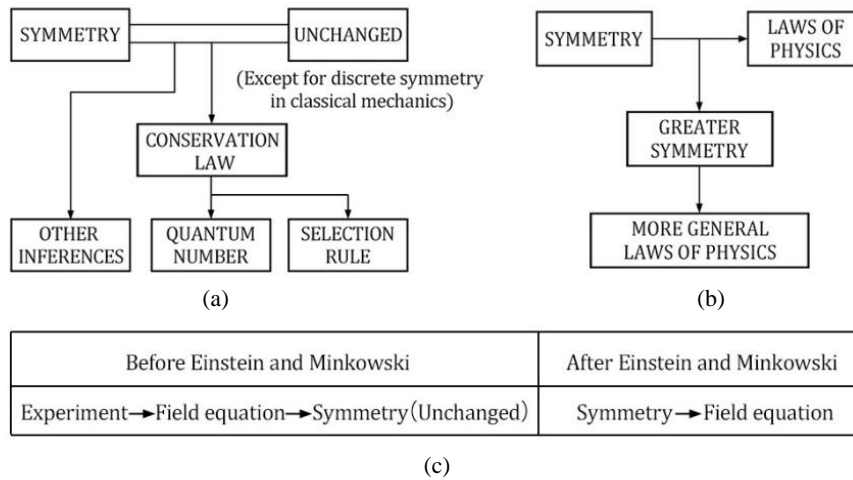 SYMMETRY
UNCHANGED
(Except for discrete symmetry
in classical mechanics)
CONSERVATION
LAW
OTHER
INFERENCES
QUANTUM
NUMBER
SELECTION
RULE
(a)
SYMMETRY
LAWS OF
PHYSICS
GREATER
SYMMETRY
MORE GENERAL
LAWS OF PHYSICS
(b)
Before Einstein and Minkowski
After Einstein and Minkowski
Experiment→Field equation→Symmetry(Unchanged)
Symmetry→Field equation
(c)